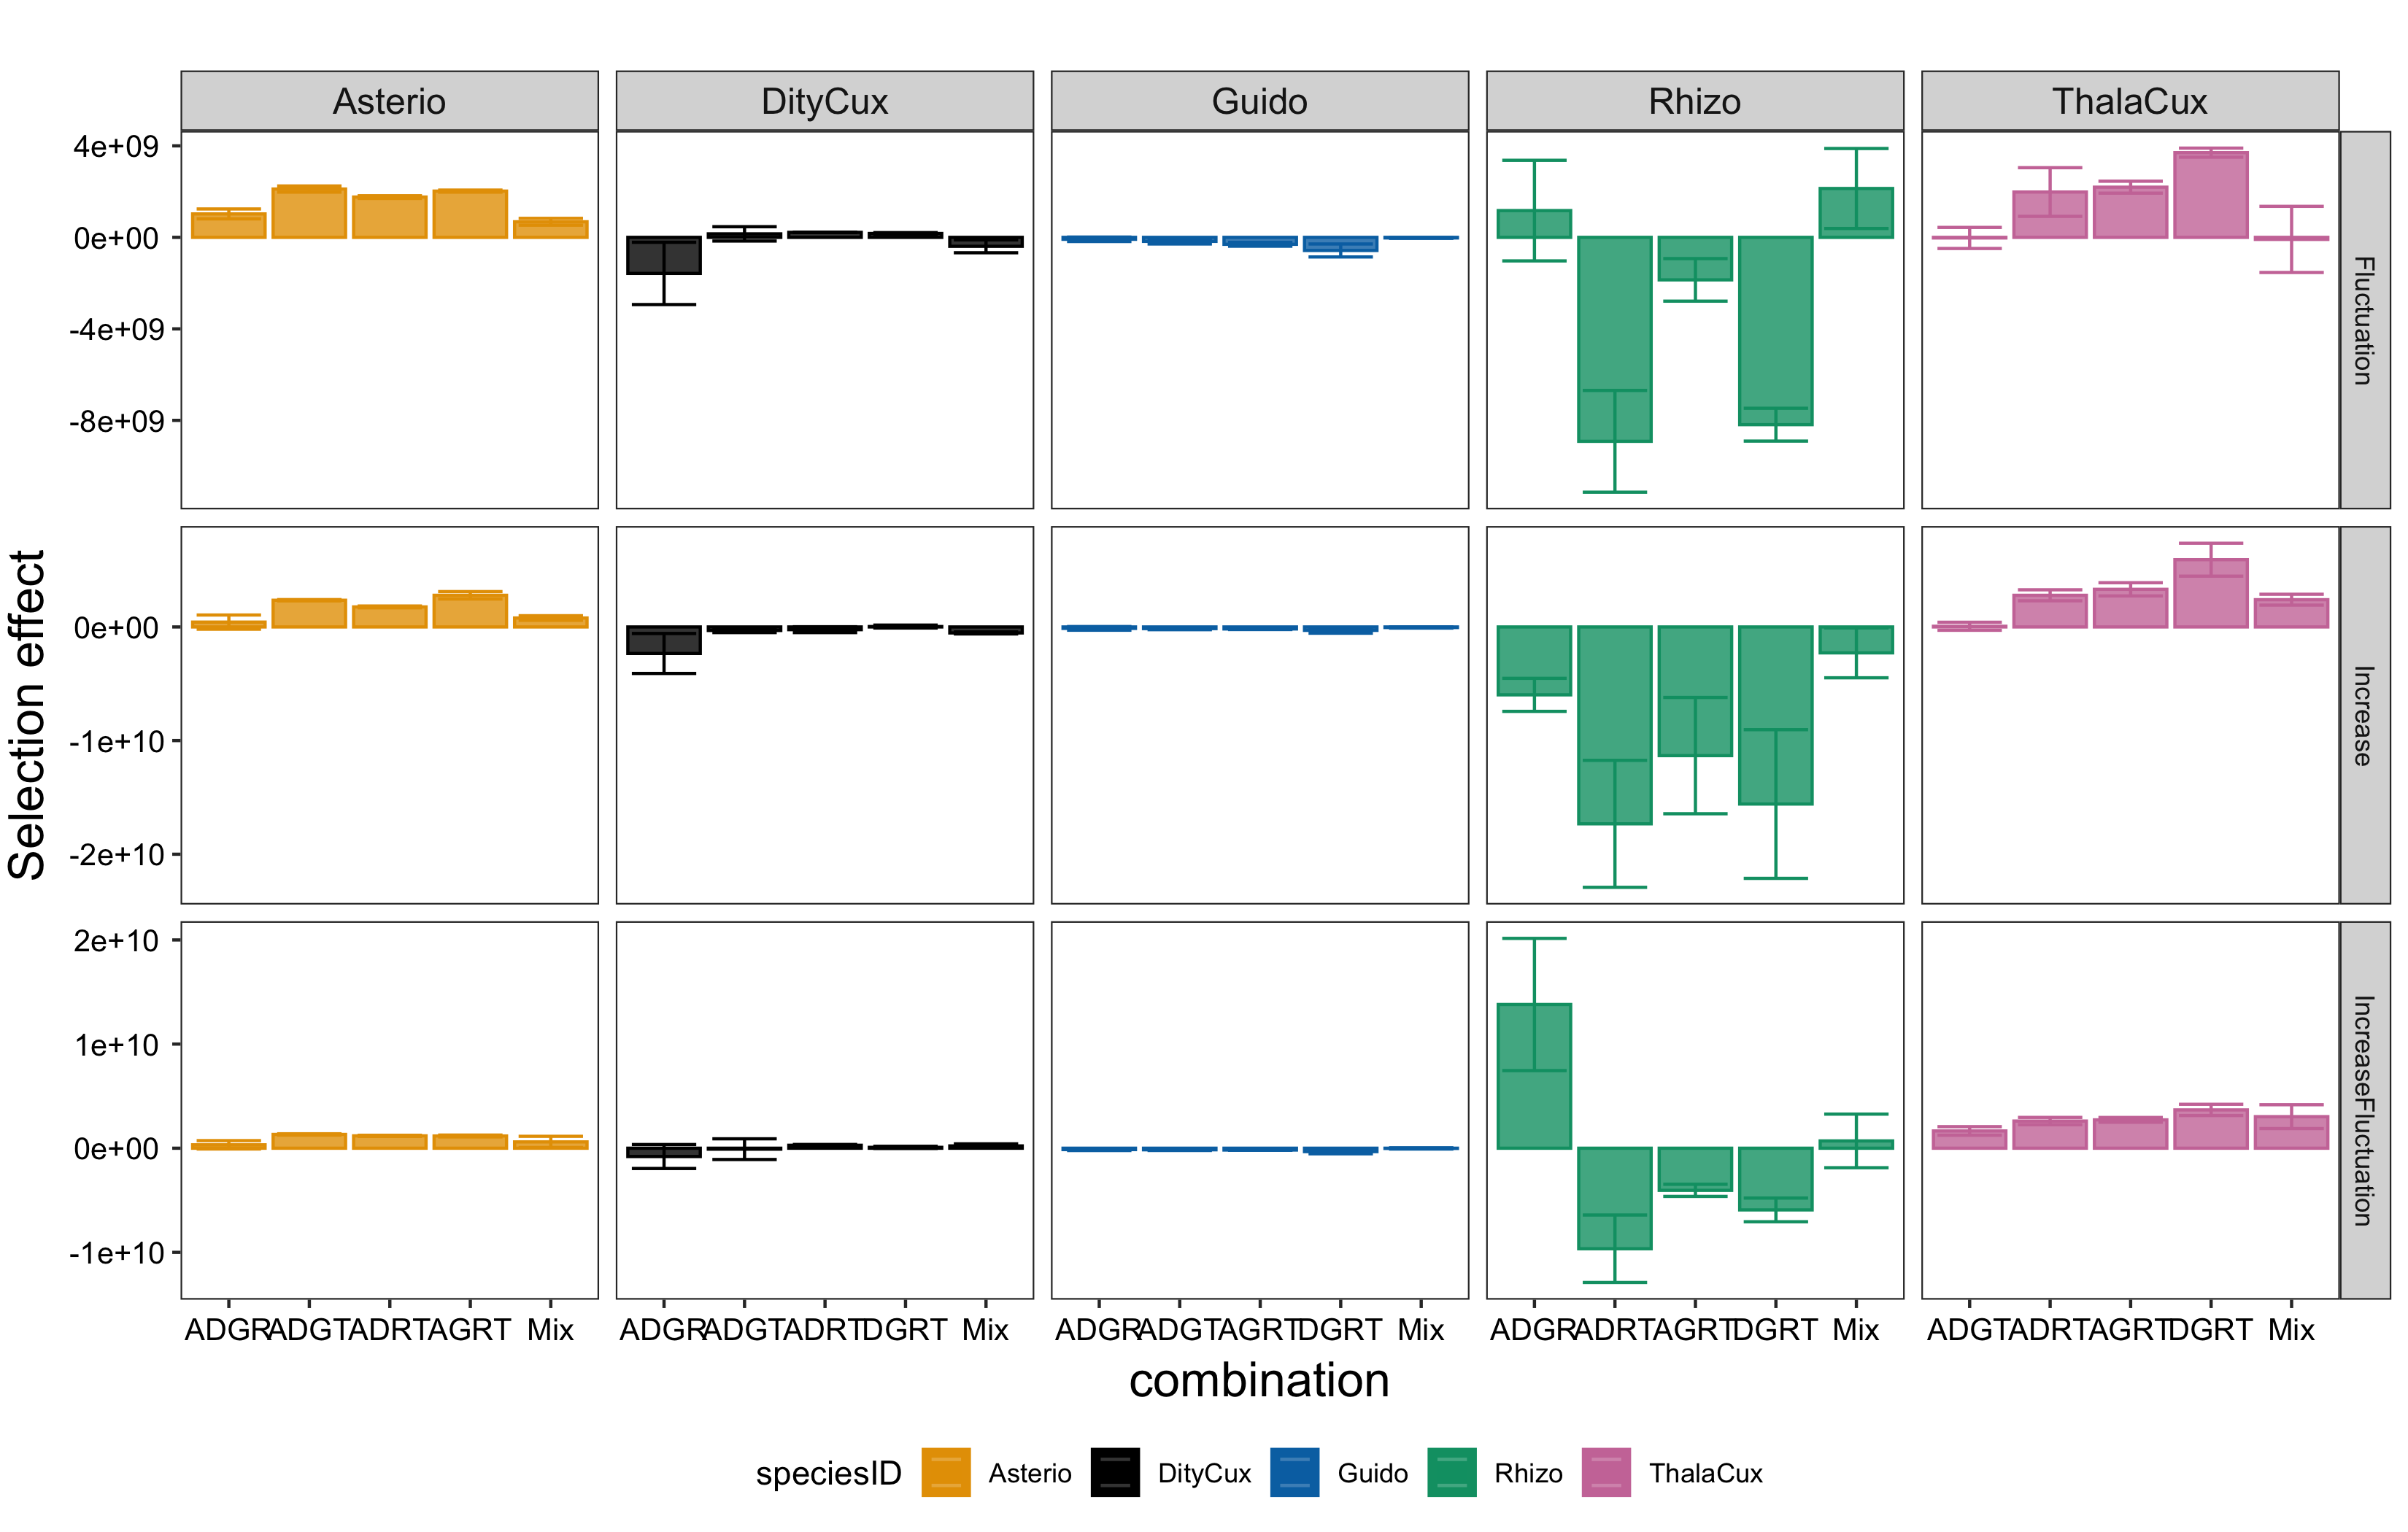 Asterio DityCux Guido Rhizo ThalaCux
4e+09
0e+00
-4e+09
-8e+09
Fluctuation
0e+00
-1e+10
-2e+10
Increase
2e+10
1e+10
0e+00
-1e+10
IncreaseFluctuation
Selection effect
ADGR ADGT ADRT AGRT Mix ADGR ADGT ADRT DGRT Mix ADGR ADGT AGRT DGRT Mix ADGR ADRT AGRT DGRT Mix ADGT ADRT AGRT DGRT Mix
combination
speciesID Asterio DityCux Guido Rhizo ThalaCux